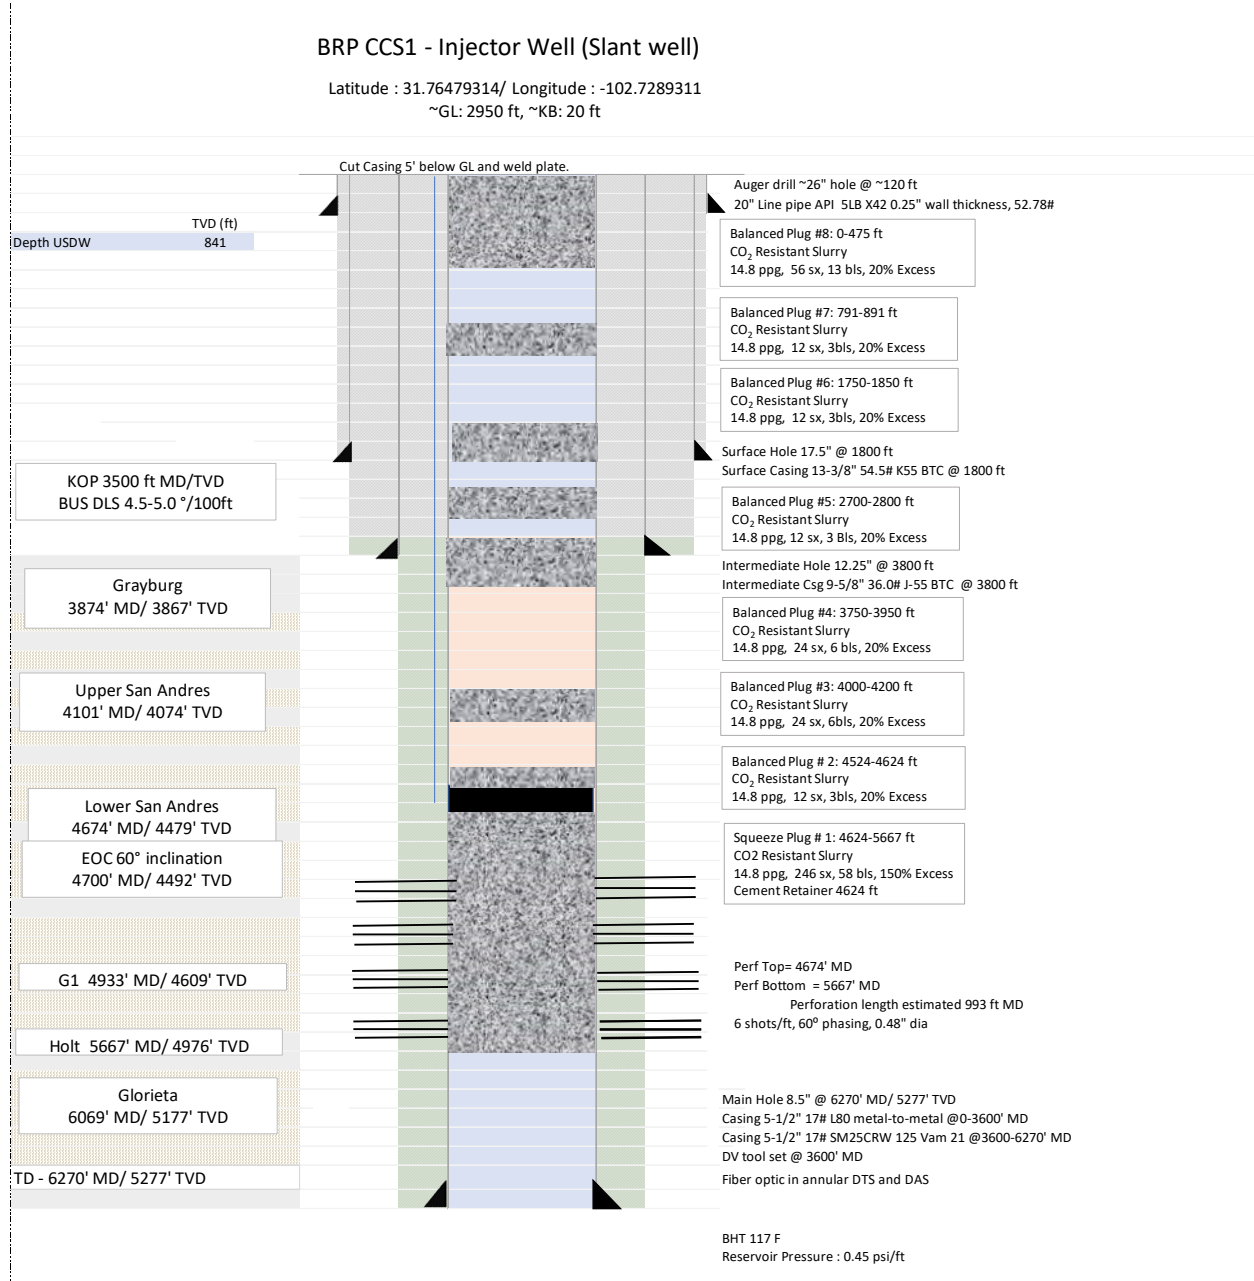 BRP CCS1 - Injector Well (Slant well)
Latitude : 31.76479314/ Longitude : -102.7289311
~GL: 2950 ft, ~KB: 20 ft
Cut Casing 5' below GL and weld plate.
Auger drill ~26" hole @ ~120 ft
20" Line pipe API  5LB X42 0.25" wall thickness, 52.78#
TVD (ft)
Depth USDW 841
Balanced Plug #8: 0-475 ft
CO₂ Resistant Slurry
14.8 ppg,  56 sx, 13 bls, 20% Excess
Balanced Plug #7: 791-891 ft
CO₂ Resistant Slurry
14.8 ppg,  12 sx, 3bls, 20% Excess
Balanced Plug #6: 1750-1850 ft
CO₂ Resistant Slurry
14.8 ppg,  12 sx, 3bls, 20% Excess
Surface Hole 17.5" @ 1800 ft
Surface Casing 13-3/8" 54.5# K55 BTC @ 1800 ft
KOP 3500 ft MD/TVD
BUS DLS 4.5-5.0 °/100ft
Balanced Plug #5: 2700-2800 ft
CO₂ Resistant Slurry
14.8 ppg, 12 sx, 3 Bls, 20% Excess
Intermediate Hole 12.25" @ 3800 ft
Intermediate Csg 9-5/8" 36.0# J-55 BTC  @ 3800 ft
Grayburg
3874' MD/ 3867' TVD
Balanced Plug #4: 3750-3950 ft
CO₂ Resistant Slurry
14.8 ppg,  24 sx, 6 bls, 20% Excess
Upper San Andres
4101' MD/ 4074' TVD
Balanced Plug #3: 4000-4200 ft
CO₂ Resistant Slurry
14.8 ppg,  24 sx, 6bls, 20% Excess
Balanced Plug # 2: 4524-4624 ft
CO₂ Resistant Slurry
14.8 ppg,  12 sx, 3bls, 20% Excess
Lower San Andres
4674' MD/ 4479' TVD
EOC 60° inclination
4700' MD/ 4492' TVD
Squeeze Plug # 1: 4624-5667 ft
CO2 Resistant Slurry
14.8 ppg,  246 sx, 58 bls, 150% Excess
Cement Retainer 4624 ft
G1  4933' MD/ 4609' TVD
Perf Top= 4674' MD
Perf Bottom  = 5667' MD
Perforation length estimated 993 ft MD
6 shots/ft, 60⁰ phasing, 0.48" dia
Holt  5667' MD/ 4976' TVD
Glorieta
6069' MD/ 5177' TVD
Main Hole 8.5" @ 6270' MD/ 5277' TVD
Casing 5-1/2" 17# L80 metal-to-metal @0-3600' MD
Casing 5-1/2" 17# SM25CRW 125 Vam 21 @3600-6270' MD
DV tool set @ 3600' MD
TD - 6270' MD/ 5277' TVD
Fiber optic in annular DTS and DAS
BHT 117 F
Reservoir Pressure : 0.45 psi/ft